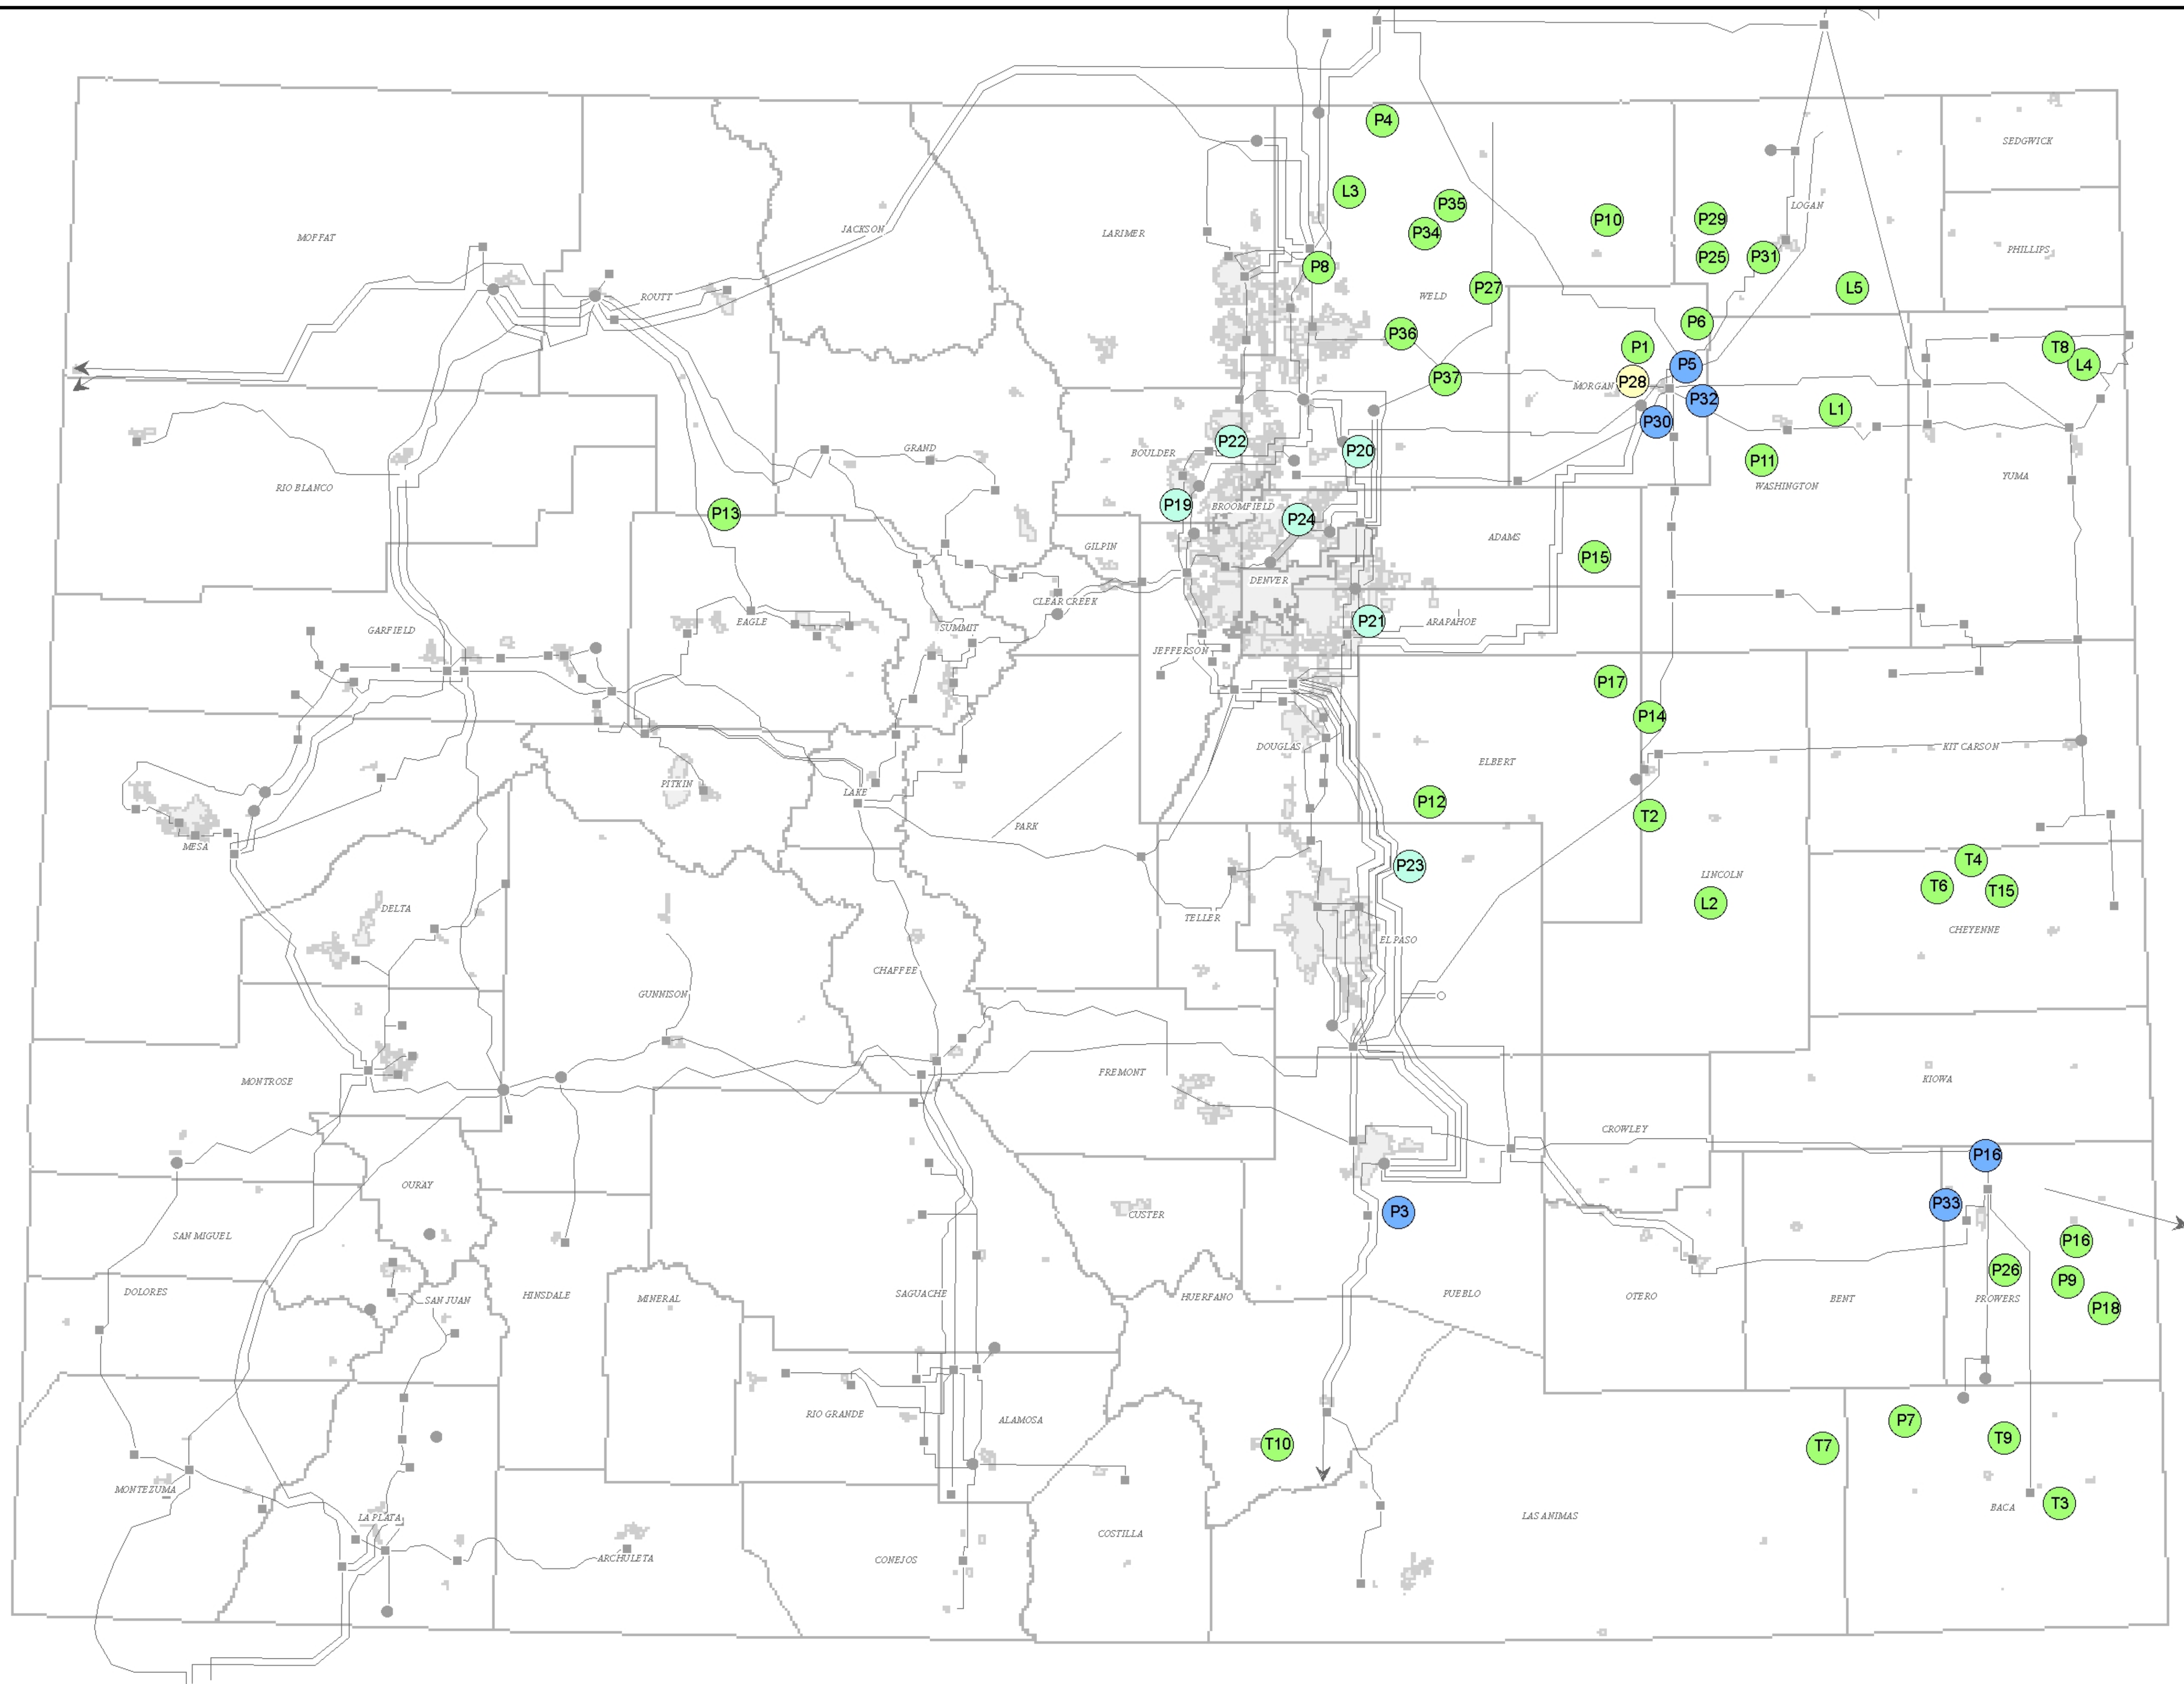 P4
SEDGWICK
L3
P35
LOGAN
P29
P10
JACKSON
LARIMER
P34
MOFFAT
PHILLIPS
P25
P31
P8
P27
L5
ROUTT
WELD
P6
P36
P1
T8
L4
P5
P37
P28
MORGAN
P32
L1
P30
P22
GRAND
P20
BOULDER
P11
YUMA
RIO BLANCO
WASHINGTON
P19
BROOMFIELD
P13
P24
ADAMS
GILPIN
P15
DENVER
CLEAR CREEK
EAGLE
P21
ARAPAHOE
GARFIELD
SUMMIT
JEFFERSON
P17
P14
DOUGLAS
KIT CARSON
ELBERT
PITKIN
LAKE
P12
T2
PARK
MESA
T4
P23
LINCOLN
T6
T15
L2
DELTA
TELLER
CHEYENNE
EL PASO
CHAFFEE
GUNNISON
FREMONT
KIOWA
MONTROSE
CROWLEY
P16
OURAY
P33
P3
CUSTER
SAN MIGUEL
P16
P26
P9
DOLORES
SAN JUAN
HINSDALE
MINERAL
SAGUACHE
HUERFANO
PUEBLO
OTERO
BENT
PROWERS
P18
RIO GRANDE
ALAMOSA
P7
T10
T7
T9
MONTEZUMA
T3
BACA
LA PLATA
LAS ANIMAS
COSTILLA
ARCHULETA
CONEJOS